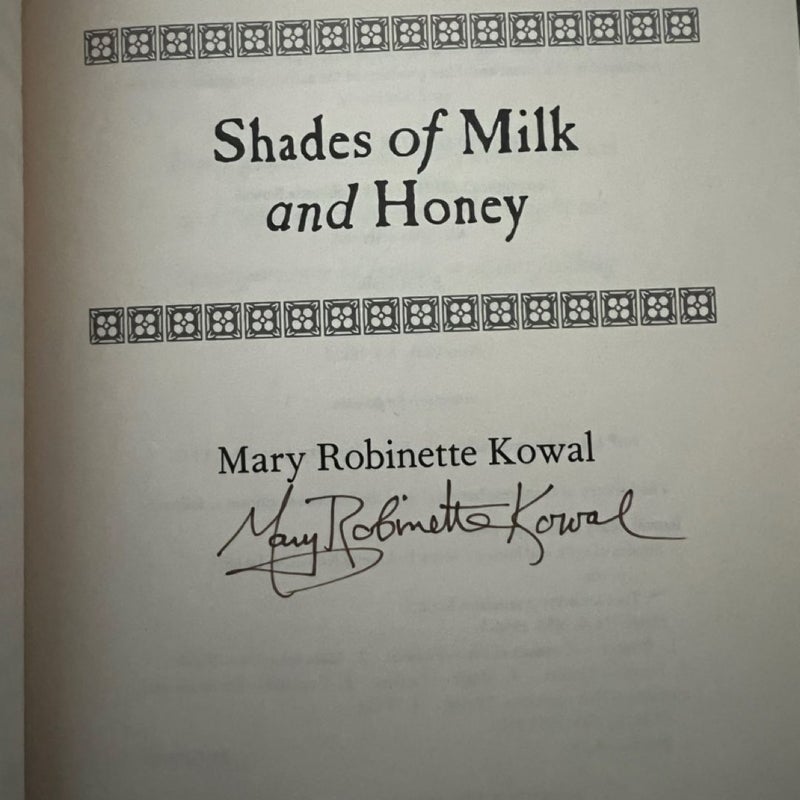 Shades of Milk
and Honey
Mary Robinette Kowal
Mary Robinette Kowal